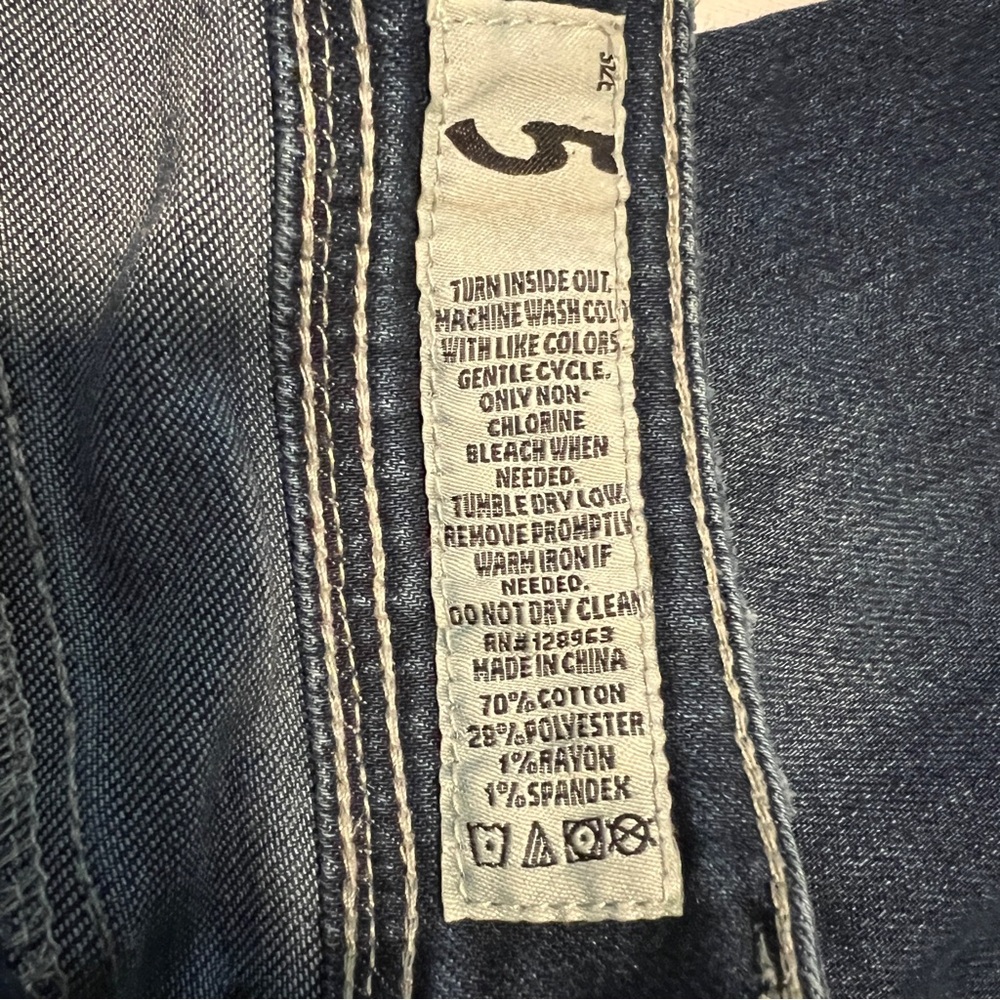 SIZE
5
TURN INSIDE OUT.
MACHINE WASH COLD
WITH LIKE COLORS.
GENTLE CYCLE.
ONLY NON-
CHLORINE
BLEACH WHEN
NEEDED.
TUMBLE DRY LOW.
REMOVE PROMPTLY
WARM IRON IF
NEEDED.
DO NOT DRY CLEAN
RN#128963
MADE IN CHINA
70% COTTON
28% POLYESTER
1% RAYON
1% SPANDEX